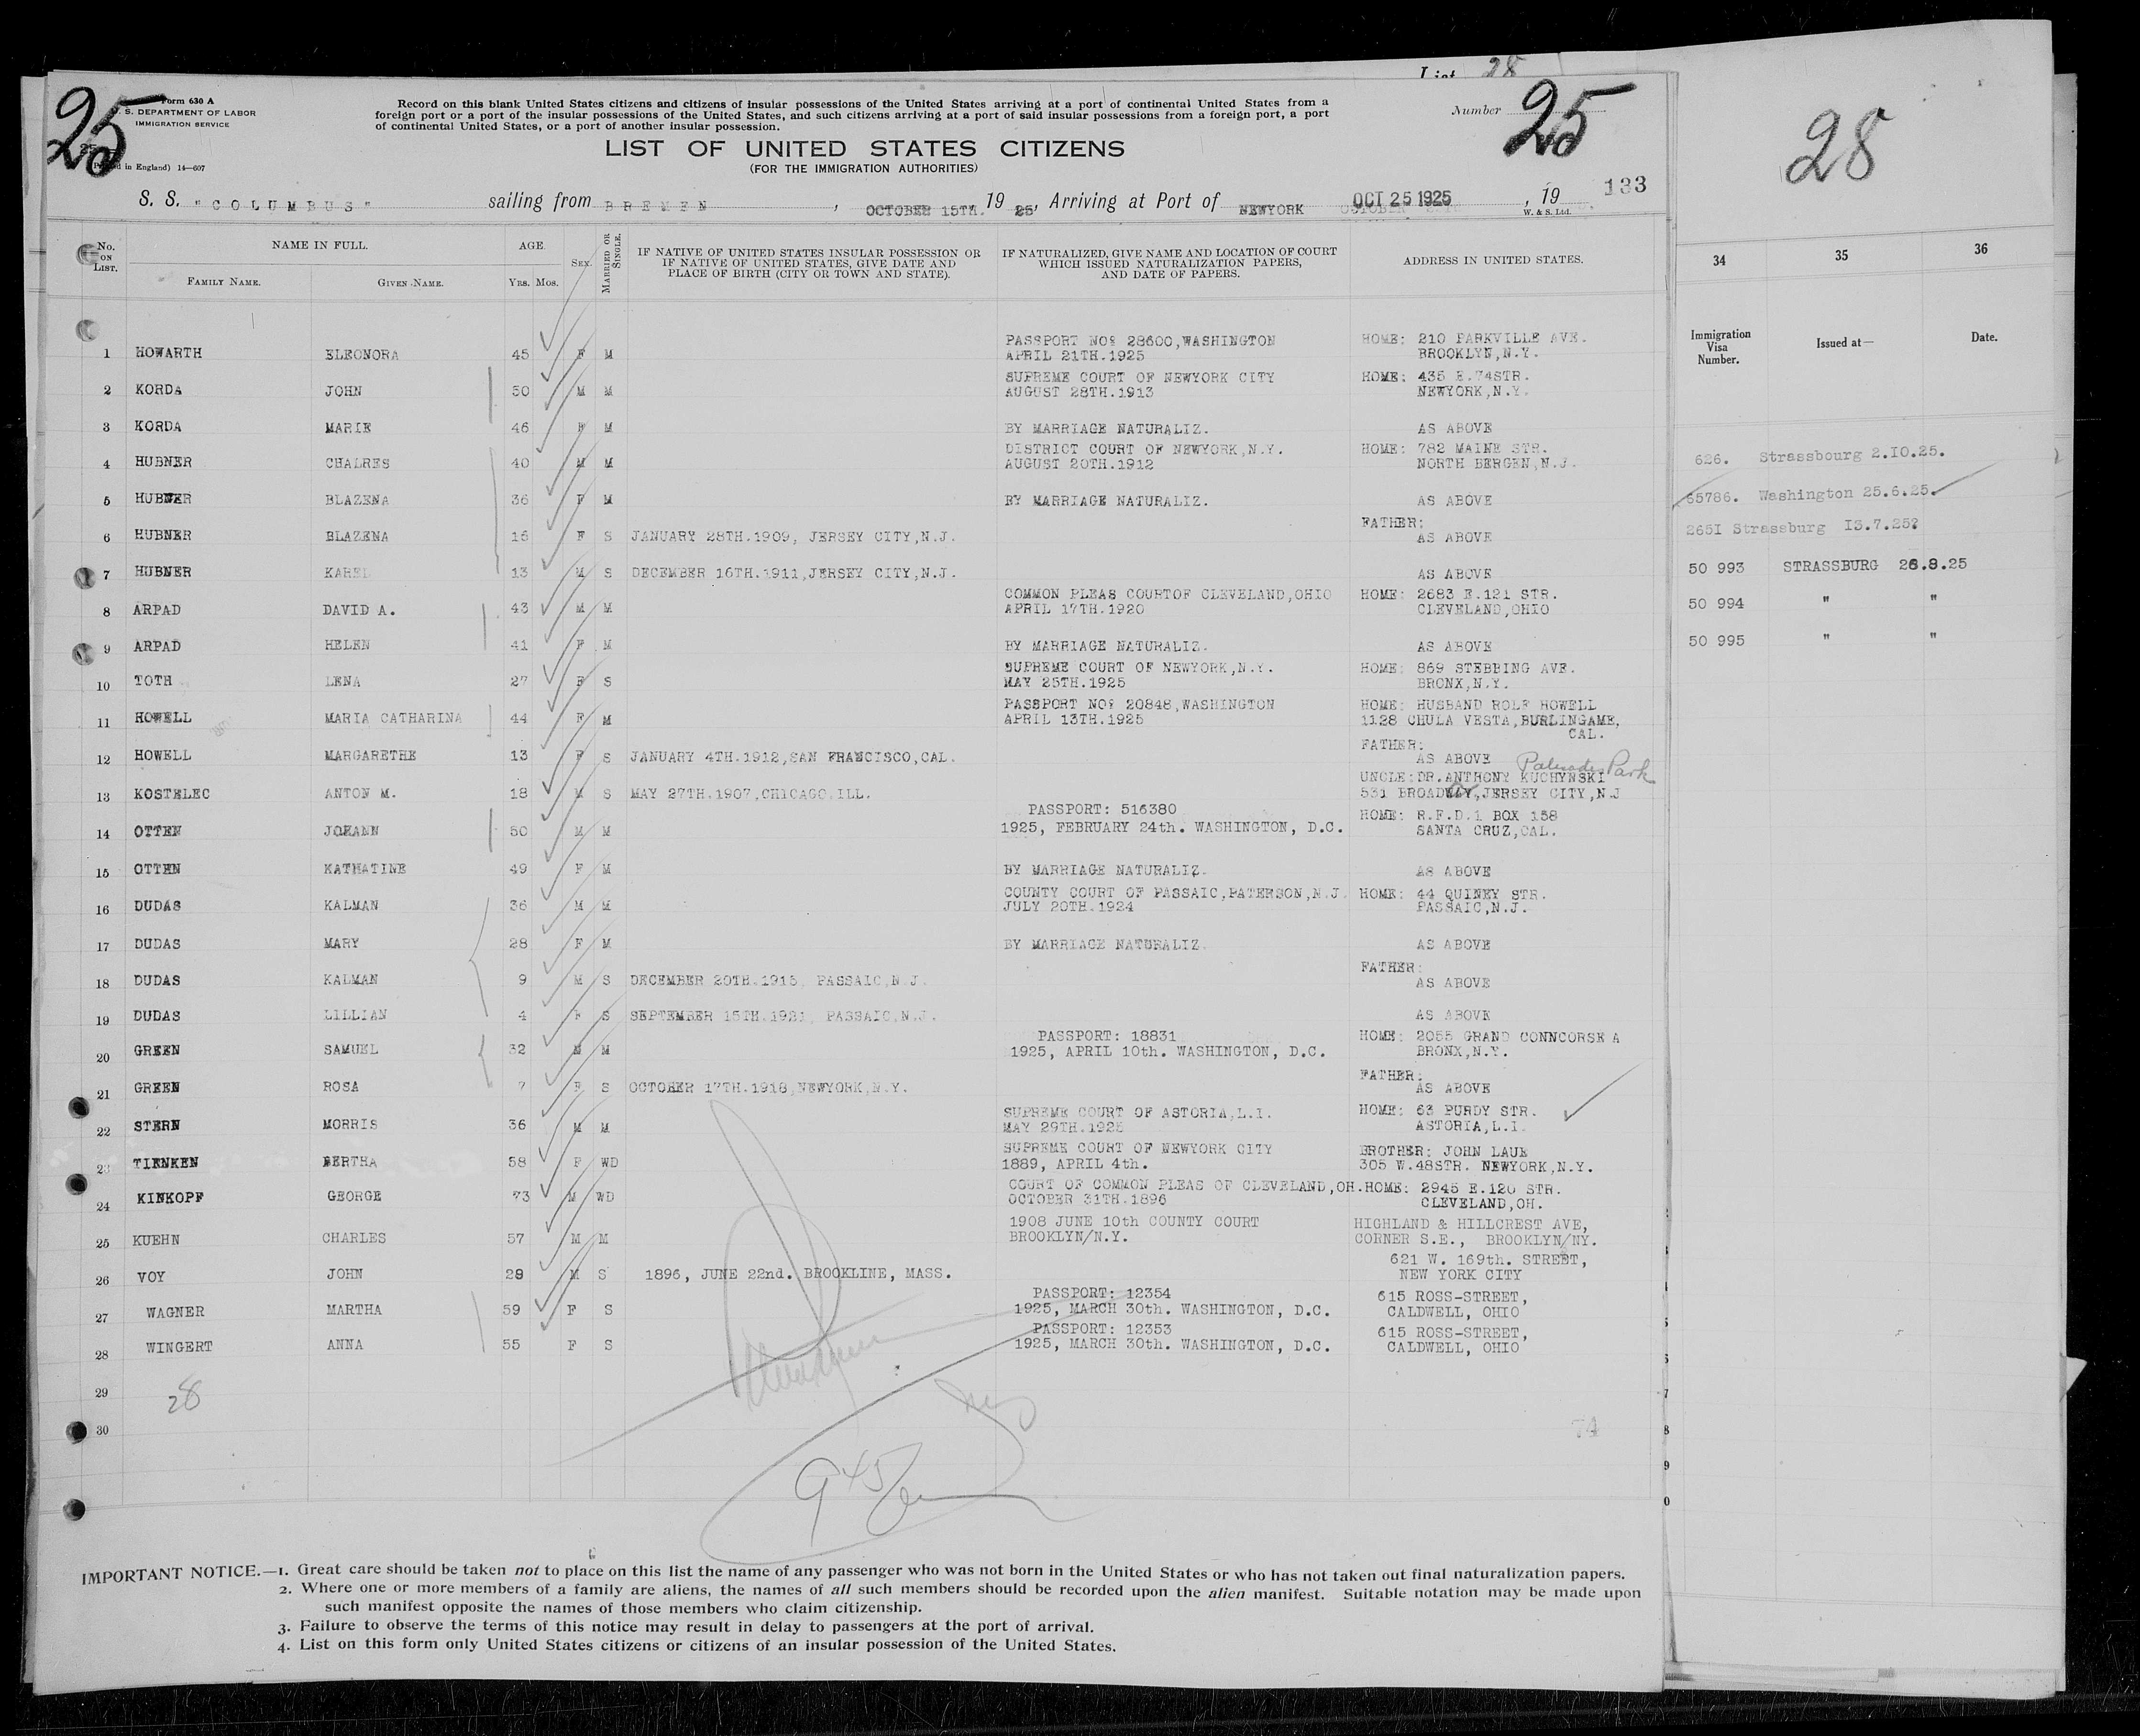 List 28
25
Form 630 A
U. S. DEPARTMENT OF LABOR
IMMIGRATION SERVICE
in England) 14—607
Record on this blank United States citizens and citizens of insular possessions of the United States arriving at a port of continental United States from a
foreign port or a port of the insular possessions of the United States, and such citizens arriving at a port of said insular possessions from a foreign port, a port
of continental United States, or a port of another insular possession.
Number 25
LIST OF UNITED STATES CITIZENS
(FOR THE IMMIGRATION AUTHORITIES)
S. S. "COLUMBUS" sailing from BREMEN, OCTOBER 15TH. 19 25, Arriving at Port of NEWYORK OCT 25 1925, 19 133
W. & S. Ltd.
No. ON LIST. NAME IN FULL. FAMILY NAME. GIVEN NAME. AGE. YRS. MOS. SEX. MARRIED OR SINGLE.
IF NATIVE OF UNITED STATES INSULAR POSSESSION OR
IF NATIVE OF UNITED STATES, GIVE DATE AND
PLACE OF BIRTH (CITY OR TOWN AND STATE).
IF NATURALIZED, GIVE NAME AND LOCATION OF COURT
WHICH ISSUED NATURALIZATION PAPERS,
AND DATE OF PAPERS.
ADDRESS IN UNITED STATES.
PASSPORT NO: 28600,WASHINGTON HOME: 210 PARKVILLE AVE.
1 HOWARTH ELEONORA 45 F M APRIL 21TH.1925 BROOKLYN,N.Y.
SUPREME COURT OF NEWYORK CITY HOME: 435 E.74STR.
2 KORDA JOHN 50 M M AUGUST 28TH.1913 NEWYORK,N.Y.
3 KORDA MARIE 46 F M BY MARRIAGE NATURALIZ. AS ABOVE
DISTRICT COURT OF NEWYORK,N.Y. HOME: 782 MAINE STR.
4 HUBNER CHALRES 40 M M AUGUST 20TH.1912 NORTH BERGEN,N.J.
5 HUBNER BLAZENA 36 F M BY MARRIAGE NATURALIZ. AS ABOVE
FATHER:
6 HUBNER BLAZENA 16 F S JANUARY 28TH.1909, JERSEY CITY,N.J. AS ABOVE
7 HUBNER KAREL 13 M S DECEMBER 16TH.1911,JERSEY CITY,N.J. AS ABOVE
COMMON PLEAS COURTOF CLEVELAND,OHIO HOME: 2683 E.121 STR.
8 ARPAD DAVID A. 43 M M APRIL 17TH.1920 CLEVELAND,OHIO
9 ARPAD HELEN 41 F M BY MARRIAGE NATURALIZ. AS ABOVE
SUPREME COURT OF NEWYORK,N.Y. HOME: 869 STEBBING AVE.
10 TOTH LENA 27 F S MAY 25TH.1925 BRONX,N.Y.
PASSPORT NO: 20848,WASHINGTON HOME: HUSBAND ROLF HOWELL
11 HOWELL MARIA CATHARINA 44 F M APRIL 13TH.1925 1128 CHULA VESTA,BURLINGAME,
CAL.
FATHER:
12 HOWELL MARGARETHE 13 F S JANUARY 4TH.1912,SAN FRANCISCO,CAL. AS ABOVE
Palisades Park
UNCLE:DR.ANTHONY KUCHYNSKI
13 KOSTELEC ANTON M. 18 M S MAY 27TH.1907,CHICAGO,ILL. 531 BROADWAY,JERSEY CITY,N.J
PASSPORT: 516380 HOME: R.F.D.1 BOX 158
14 OTTEN JOHANN 50 M M 1925, FEBRUARY 24th. WASHINGTON, D.C. SANTA CRUZ,CAL.
15 OTTEN KATHATINE 49 F M BY MARRIAGE NATURALIZ. AS ABOVE
COUNTY COURT OF PASSAIC,PATERSON,N.J. HOME: 44 QUINEY STR.
16 DUDAS KALMAN 36 M M JULY 20TH.1924 PASSAIC,N.J.
17 DUDAS MARY 28 F M BY MARRIAGE NATURALIZ. AS ABOVE
FATHER:
18 DUDAS KALMAN 9 M S DECEMBER 20TH.1915, PASSAIC,N.J. AS ABOVE
19 DUDAS LILLIAN 4 F S SEPTEMBER 15TH.1921, PASSAIC,N.J. AS ABOVE
PASSPORT: 18831 HOME: 2055 GRAND CONNCORSE A
20 GREEN SAMUEL 32 M M 1925, APRIL 10th. WASHINGTON, D.C. BRONX,N.Y.
FATHER:
21 GREEN ROSA 7 F S OCTOBER 17TH.1918,NEWYORK,N.Y. AS ABOVE
SUPREME COURT OF ASTORIA,L.I. HOME: 63 PURDY STR.
22 STERN MORRIS 36 M M MAY 29TH.1925 ASTORIA,L.I.
SUPREME COURT OF NEWYORK CITY BROTHER: JOHN LAUE
23 TIENKEN BERTHA 58 F WD 1889, APRIL 4th. 305 W.48STR. NEWYORK,N.Y.
COURT OF COMMON PLEAS OF CLEVELAND,OH. HOME: 2945 E.120 STR.
24 KINKOPF GEORGE 73 M WD OCTOBER 31TH.1896 CLEVELAND,OH.
1908 JUNE 10th COUNTY COURT HIGHLAND & HILLCREST AVE,
25 KUEHN CHARLES 57 M M BROOKLYN/N.Y. CORNER S.E., BROOKLYN/NY.
621 W. 169th. STREET,
26 VOY JOHN 29 M S 1896, JUNE 22nd. BROOKLINE, MASS. NEW YORK CITY
PASSPORT: 12354 615 ROSS-STREET,
27 WAGNER MARTHA 59 F S 1925, MARCH 30th. WASHINGTON, D.C. CALDWELL, OHIO
PASSPORT: 12353 615 ROSS-STREET,
28 WINGERT ANNA 55 F S 1925, MARCH 30th. WASHINGTON, D.C. CALDWELL, OHIO
29
28
30
74
945
IMPORTANT NOTICE.—1. Great care should be taken not to place on this list the name of any passenger who was not born in the United States or who has not taken out final naturalization papers.
2. Where one or more members of a family are aliens, the names of all such members should be recorded upon the alien manifest. Suitable notation may be made upon
such manifest opposite the names of those members who claim citizenship.
3. Failure to observe the terms of this notice may result in delay to passengers at the port of arrival.
4. List on this form only United States citizens or citizens of an insular possession of the United States.
28
34 35 36
Immigration Visa Number. Issued at— Date.
626. Strassbourg 2.10.25.
65786. Washington 25.6.25.
2651 Strassburg 13.7.25?
50 993 STRASSBURG 26.8.25
50 994 " "
50 995 " "